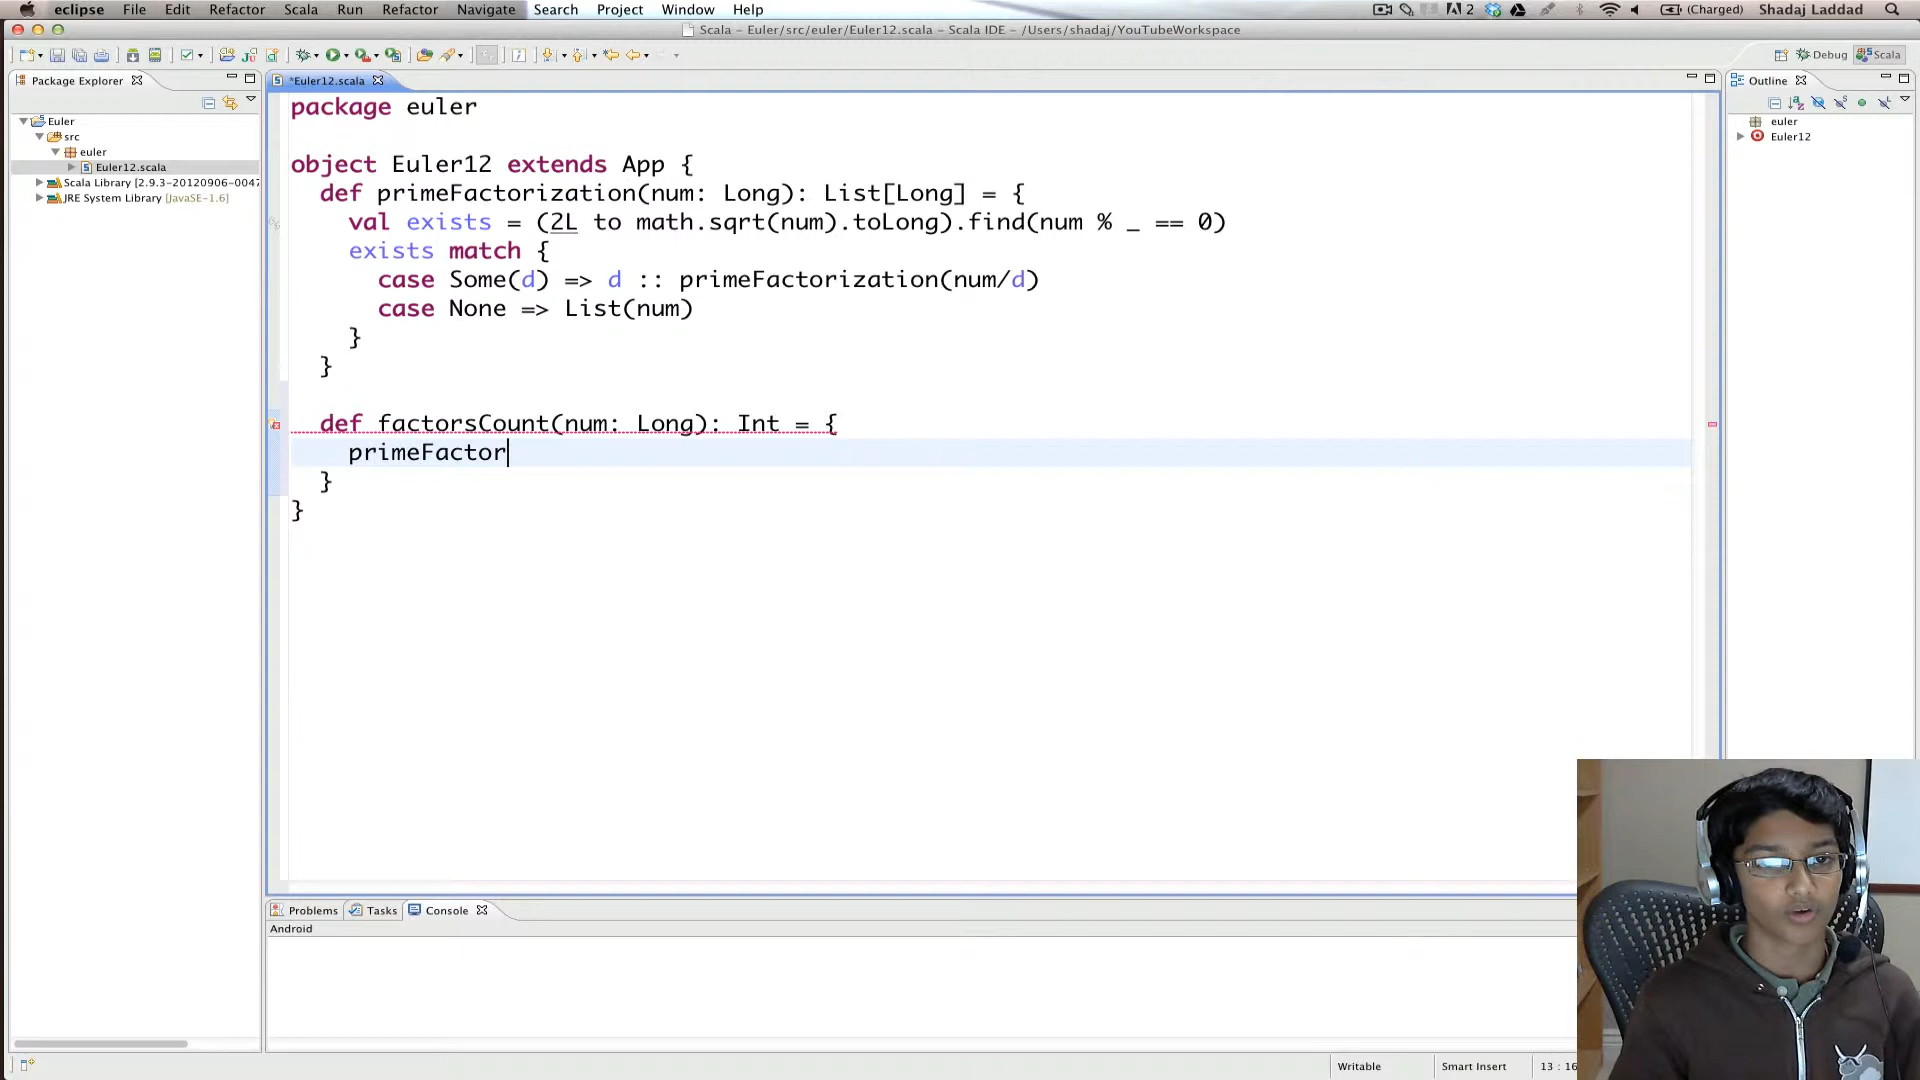 eclipse File Edit Refactor Scala Run Refactor Navigate Search Project Window Help 2 (Charged) Shadaj Laddad
Scala – Euler/src/euler/Euler12.scala – Scala IDE – /Users/shadaj/YouTubeWorkspace
Debug Scala
Package Explorer
*Euler12.scala
Outline
Euler
src
euler
Euler12.scala
Scala Library [2.9.3-20120906-0047
JRE System Library [JavaSE-1.6]
package euler
object Euler12 extends App {
def primeFactorization(num: Long): List[Long] = {
val exists = (2L to math.sqrt(num).toLong).find(num % _ == 0)
exists match {
case Some(d) => d :: primeFactorization(num/d)
case None => List(num)
}
}
def factorsCount(num: Long): Int = {
primeFactor
}
}
euler
Euler12
Problems Tasks Console
Android
Writable Smart Insert 13 : 16